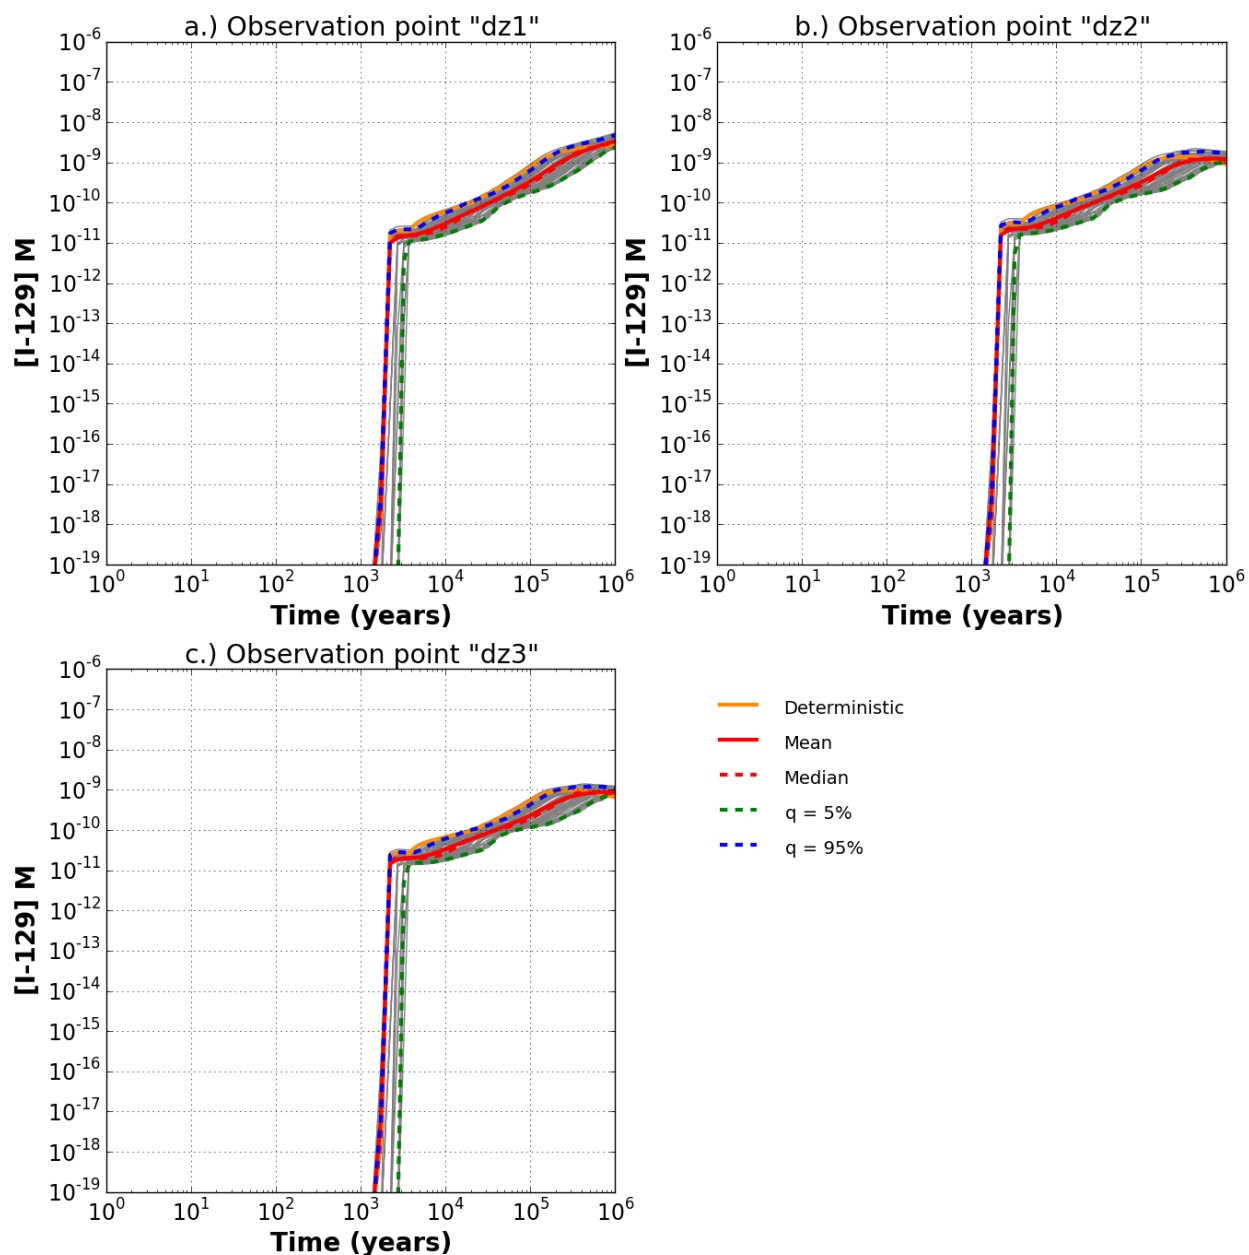 a.) Observation point "dz1"
10⁻⁶
10⁻⁷
10⁻⁸
10⁻⁹
10⁻¹⁰
10⁻¹¹
10⁻¹²
10⁻¹³
10⁻¹⁴
10⁻¹⁵
10⁻¹⁶
10⁻¹⁷
10⁻¹⁸
10⁻¹⁹
[I-129] M
10⁰ 10¹ 10² 10³ 10⁴ 10⁵ 10⁶
Time (years)
b.) Observation point "dz2"
10⁻⁶
10⁻⁷
10⁻⁸
10⁻⁹
10⁻¹⁰
10⁻¹¹
10⁻¹²
10⁻¹³
10⁻¹⁴
10⁻¹⁵
10⁻¹⁶
10⁻¹⁷
10⁻¹⁸
10⁻¹⁹
[I-129] M
10⁰ 10¹ 10² 10³ 10⁴ 10⁵ 10⁶
Time (years)
c.) Observation point "dz3"
10⁻⁶
10⁻⁷
10⁻⁸
10⁻⁹
10⁻¹⁰
10⁻¹¹
10⁻¹²
10⁻¹³
10⁻¹⁴
10⁻¹⁵
10⁻¹⁶
10⁻¹⁷
10⁻¹⁸
10⁻¹⁹
[I-129] M
10⁰ 10¹ 10² 10³ 10⁴ 10⁵ 10⁶
Time (years)
Deterministic
Mean
Median
q = 5%
q = 95%